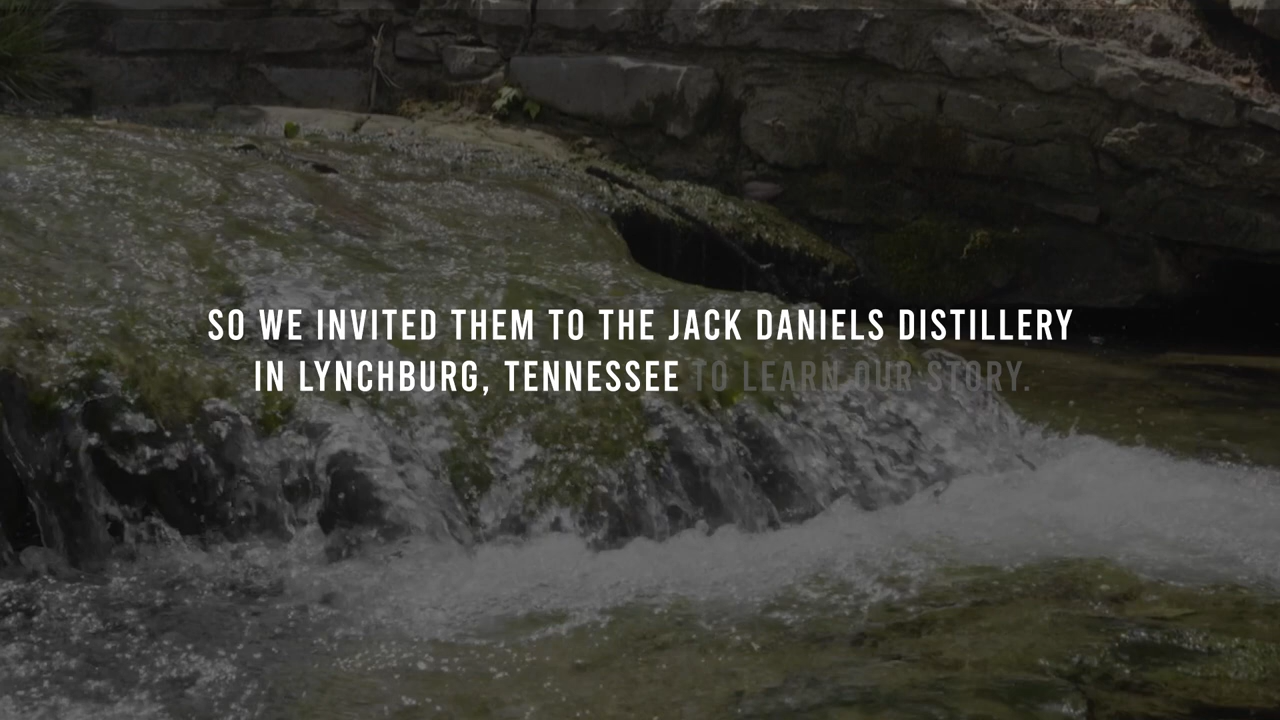 SO WE INVITED THEM TO THE JACK DANIELS DISTILLERY
IN LYNCHBURG, TENNESSEE TO LEARN OUR STORY.